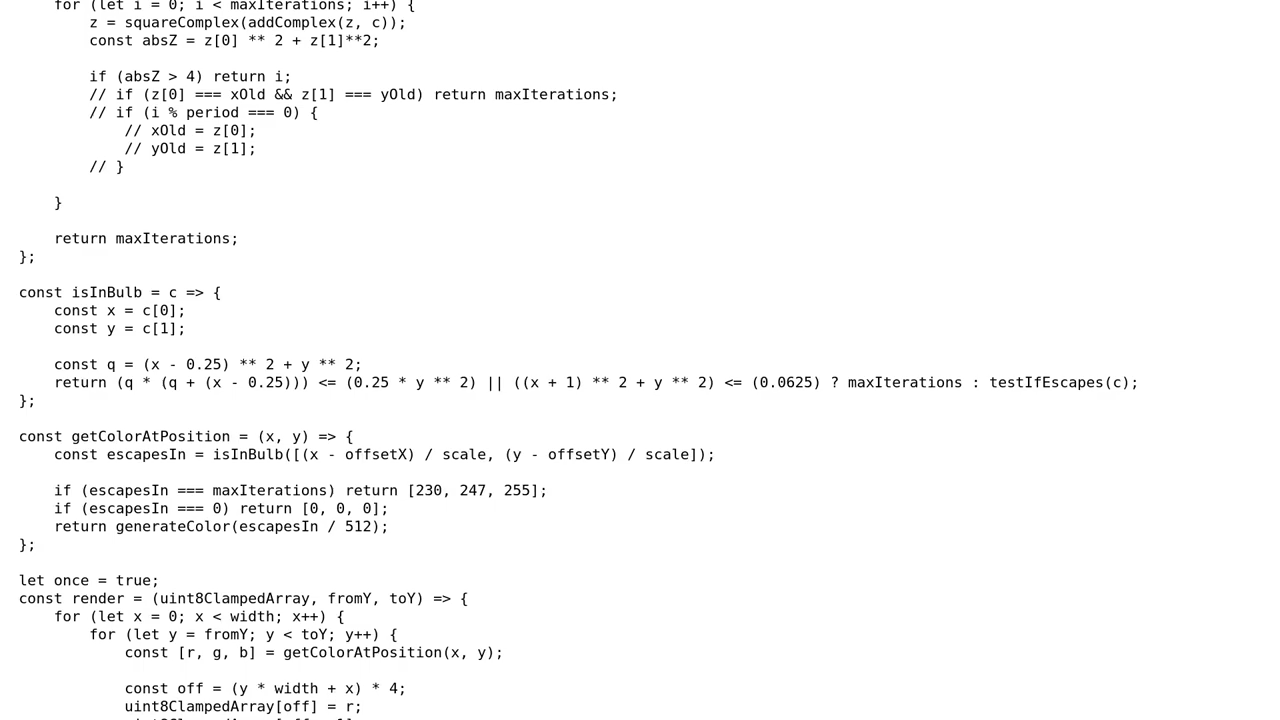 for (let i = 0; i < maxIterations; i++) {
z = squareComplex(addComplex(z, c));
const absZ = z[0] ** 2 + z[1]**2;
if (absZ > 4) return i;
// if (z[0] === xOld && z[1] === yOld) return maxIterations;
// if (i % period === 0) {
// xOld = z[0];
// yOld = z[1];
// }
}
return maxIterations;
};
const isInBulb = c => {
const x = c[0];
const y = c[1];
const q = (x - 0.25) ** 2 + y ** 2;
return (q * (q + (x - 0.25))) <= (0.25 * y ** 2) || ((x + 1) ** 2 + y ** 2) <= (0.0625) ? maxIterations : testIfEscapes(c);
};
const getColorAtPosition = (x, y) => {
const escapesIn = isInBulb([(x - offsetX) / scale, (y - offsetY) / scale]);
if (escapesIn === maxIterations) return [230, 247, 255];
if (escapesIn === 0) return [0, 0, 0];
return generateColor(escapesIn / 512);
};
let once = true;
const render = (uint8ClampedArray, fromY, toY) => {
for (let x = 0; x < width; x++) {
for (let y = fromY; y < toY; y++) {
const [r, g, b] = getColorAtPosition(x, y);
const off = (y * width + x) * 4;
uint8ClampedArray[off] = r;